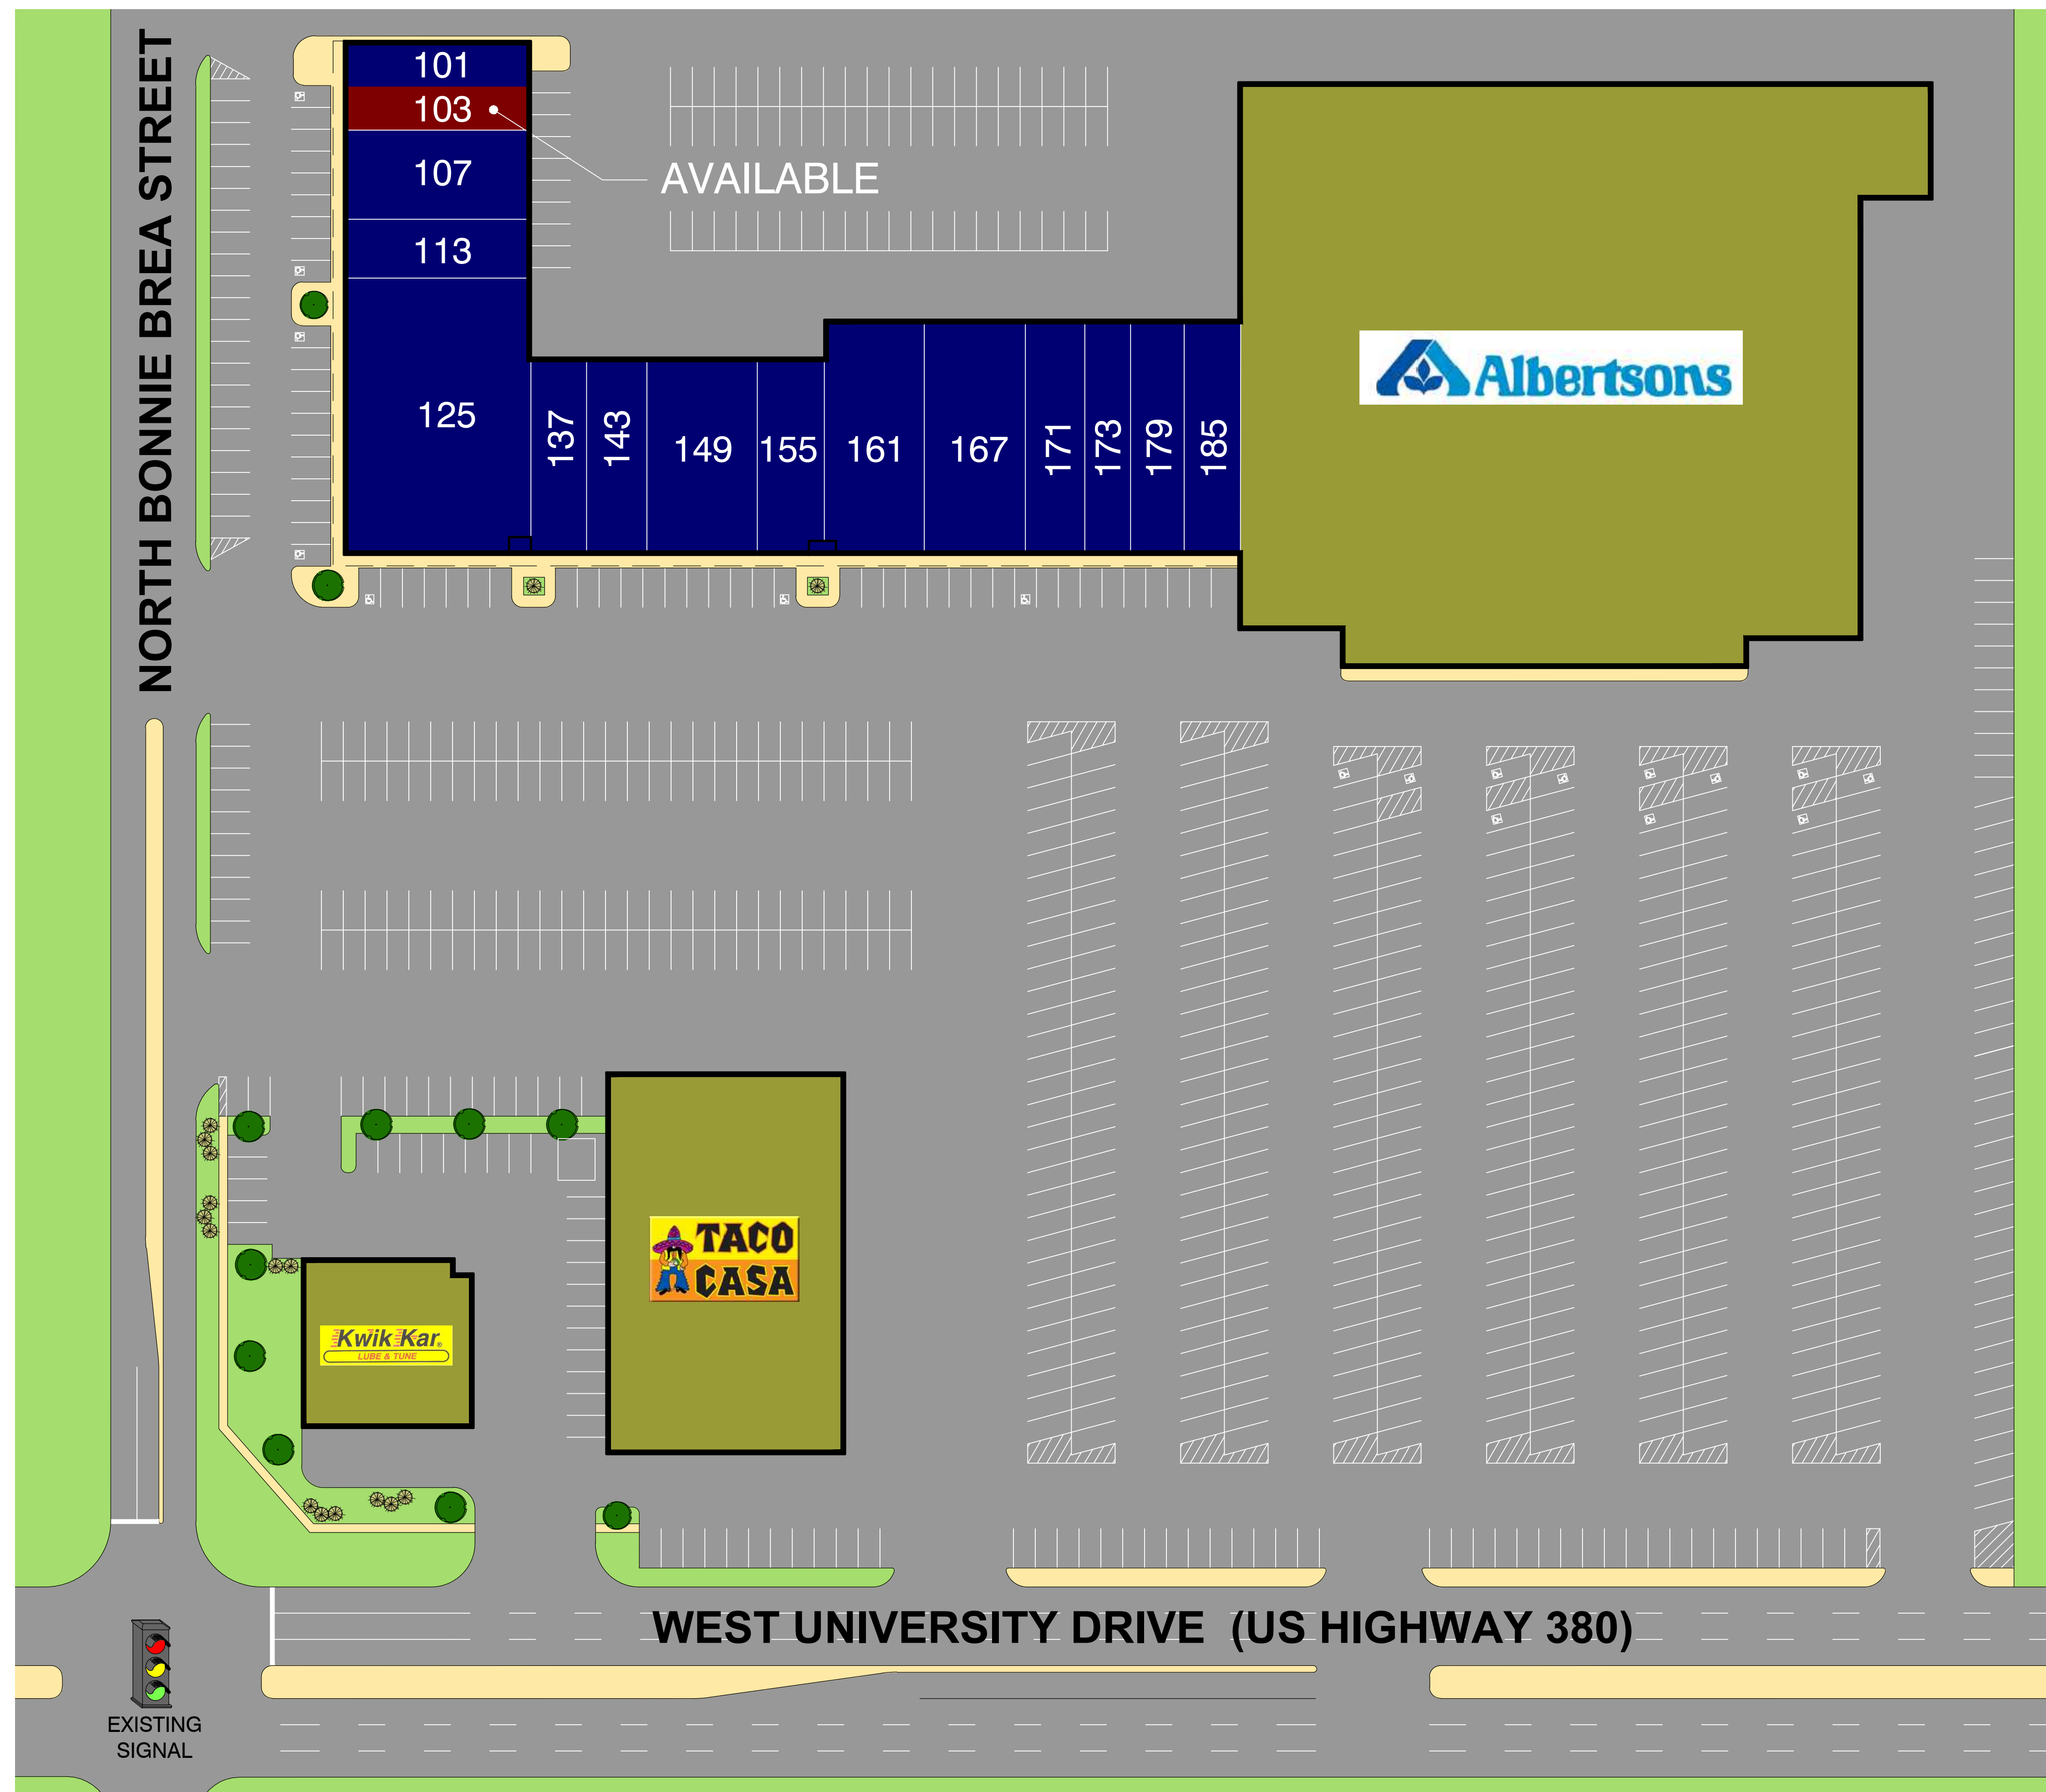 NORTH BONNIE BREA STREET
101
103
AVAILABLE
107
113
125
137
143
149
155
161
167
171
173
179
185
Albertsons
TACO
CASA
Kwik Kar®
LUBE & TUNE
WEST UNIVERSITY DRIVE (US HIGHWAY 380)
EXISTING
SIGNAL